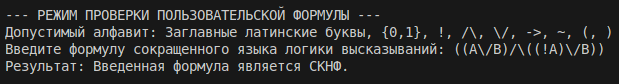 --- РЕЖИМ ПРОВЕРКИ ПОЛЬЗОВАТЕЛЬСКОЙ ФОРМУЛЫ ---
Допустимый алфавит: Заглавные латинские буквы, {0,1}, !, /\, \/, ->, ~, (, )
Введите формулу сокращенного языка логики высказываний: ((A\/B)/\((!A)\/B))
Результат: Введенная формула является СКНФ.